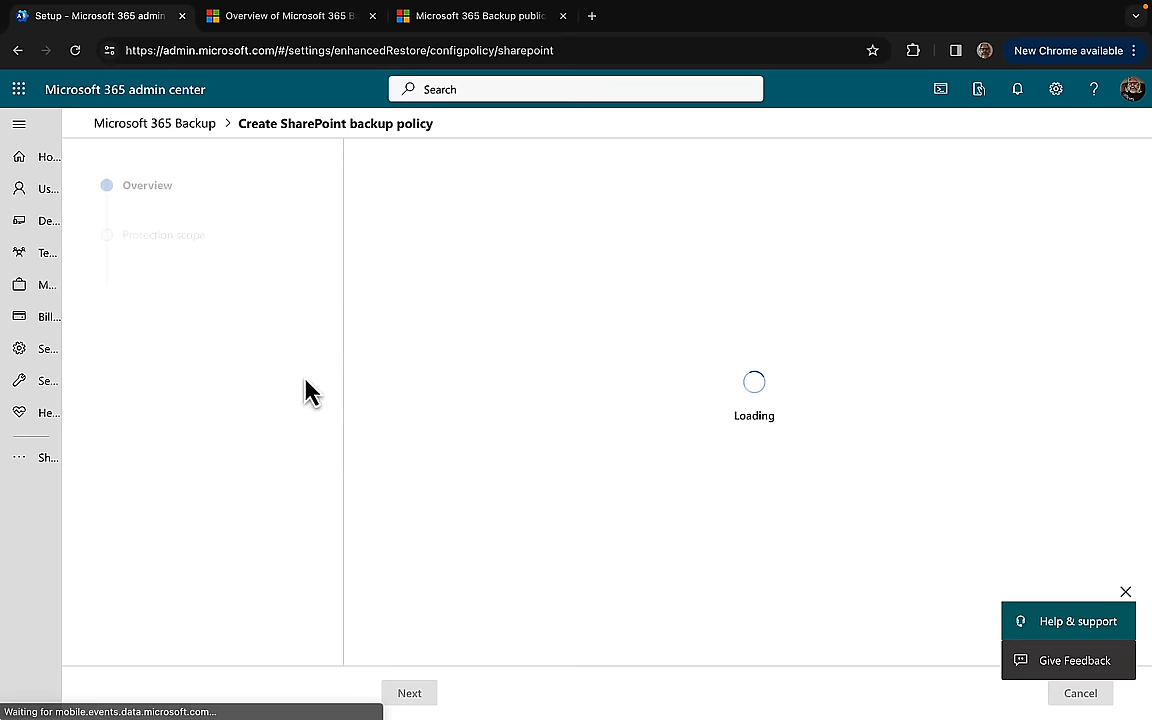 Setup - Microsoft 365 admin
Overview of Microsoft 365 B
Microsoft 365 Backup public
https://admin.microsoft.com/#/settings/enhancedRestore/configpolicy/sharepoint
New Chrome available
Microsoft 365 admin center
Search
Microsoft 365 Backup > Create SharePoint backup policy
Ho...
Us...
De...
Te...
M...
Bill...
Se...
Se...
He...
Sh...
Overview
Protection scope
Loading
Help & support
Give Feedback
Next
Cancel
Waiting for mobile.events.data.microsoft.com...